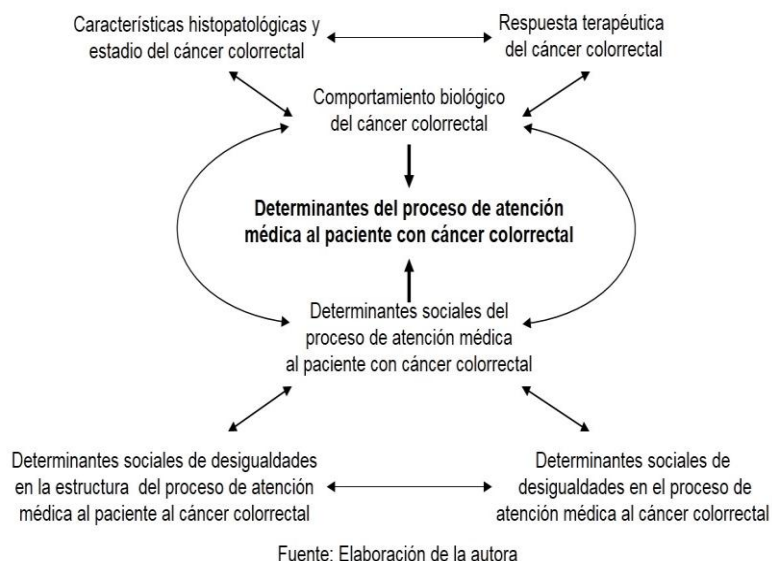 Características histopatológicas y
estadio del cáncer colorrectal
Respuesta terapéutica
del cáncer colorrectal
Comportamiento biológico
del cáncer colorrectal
Determinantes del proceso de atención
médica al paciente con cáncer colorrectal
Determinantes sociales del
proceso de atención médica
al paciente con cáncer colorrectal
Determinantes sociales de desigualdades
en la estructura del proceso de atención
médica al paciente al cáncer colorrectal
Determinantes sociales de
desigualdades en el proceso de
atención médica al cáncer colorrectal
Fuente: Elaboración de la autora